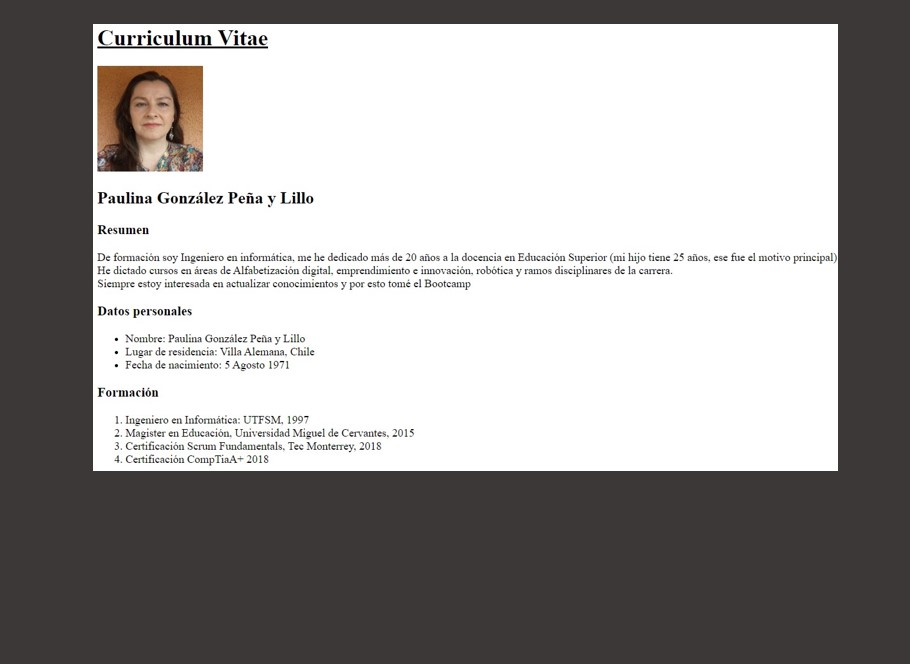 Curriculum Vitae
Paulina González Peña y Lillo
Resumen
De formación soy Ingeniero en informática, me he dedicado más de 20 años a la docencia en Educación Superior (mi hijo tiene 25 años, ese fue el motivo principal)
He dictado cursos en áreas de Alfabetización digital, emprendimiento e innovación, robótica y ramos disciplinares de la carrera.
Siempre estoy interesada en actualizar conocimientos y por esto tomé el Bootcamp
Datos personales
• Nombre: Paulina González Peña y Lillo
• Lugar de residencia: Villa Alemana, Chile
• Fecha de nacimiento: 5 Agosto 1971
Formación
1. Ingeniero en Informática: UTFSM, 1997
2. Magister en Educación, Universidad Miguel de Cervantes, 2015
3. Certificación Scrum Fundamentals, Tec Monterrey, 2018
4. Certificación CompTiaA+ 2018